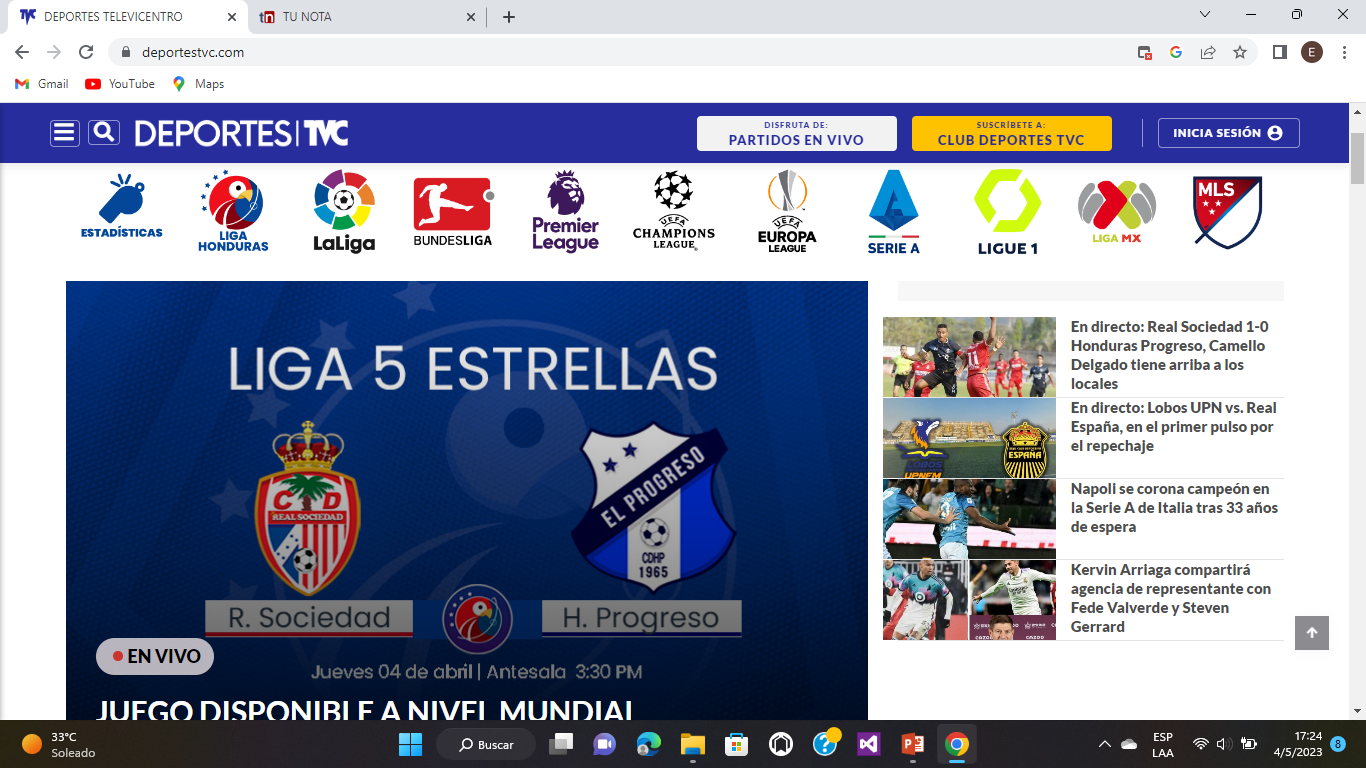 DEPORTES TELEVICENTRO
TU NOTA
deportestvc.com
Gmail
YouTube
Maps
DEPORTES TVC
DISFRUTA DE:
PARTIDOS EN VIVO
SUSCRÍBETE A:
CLUB DEPORTES TVC
INICIA SESIÓN
ESTADÍSTICAS
LIGA
HONDURAS
LaLiga
BUNDESLIGA
Premier
League
UEFA
CHAMPIONS
LEAGUE
UEFA
EUROPA
LEAGUE
SERIE A
LIGUE 1
LIGA MX
MLS
LIGA 5 ESTRELLAS
C D
REAL SOCIEDAD
EL PROGRESO
CDHP
1965
R. Sociedad
H. Progreso
EN VIVO
Jueves 04 de abril | Antesala 3:30 PM
JUEGO DISPONIBLE A NIVEL MUNDIAL
En directo: Real Sociedad 1-0
Honduras Progreso, Camello
Delgado tiene arriba a los
locales
LOBOS
UPNFM
ESPAÑA
En directo: Lobos UPN vs. Real
España, en el primer pulso por
el repechaje
Napoli se corona campeón en
la Serie A de Italia tras 33 años
de espera
CAZOO
Kervin Arriaga compartirá
agencia de representante con
Fede Valverde y Steven
Gerrard
33°C
Soleado
Buscar
ESP
LAA
17:24
4/5/2023
8